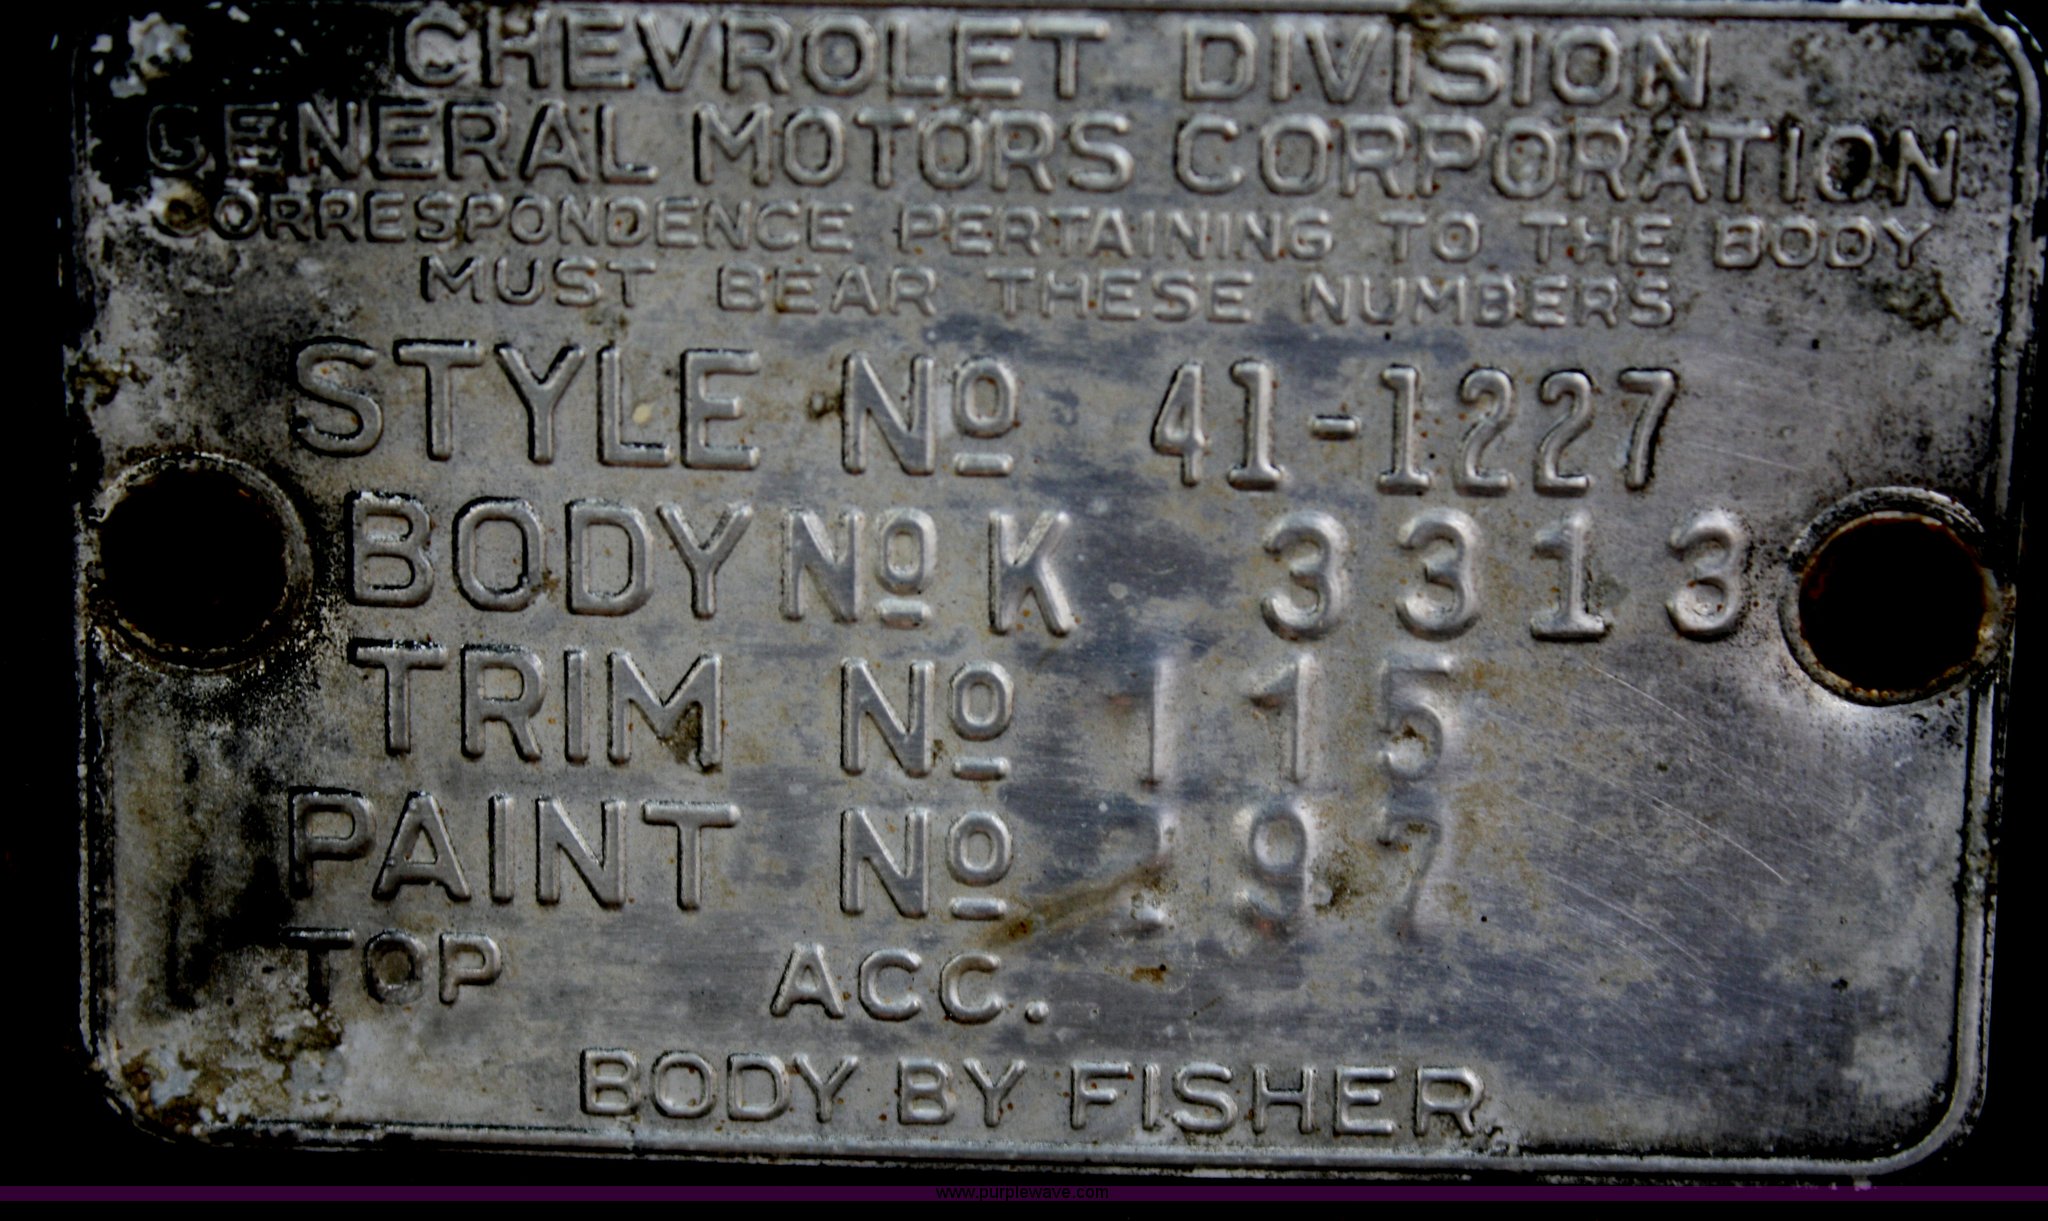 CHEVROLET DIVISION
GENERAL MOTORS CORPORATION
CORRESPONDENCE PERTAINING TO THE BODY
MUST BEAR THESE NUMBERS
STYLE Nº 41-1227
BODY Nº K 3313
TRIM Nº 115
PAINT Nº 197
TOP ACC.
BODY BY FISHER
www.purplewave.com